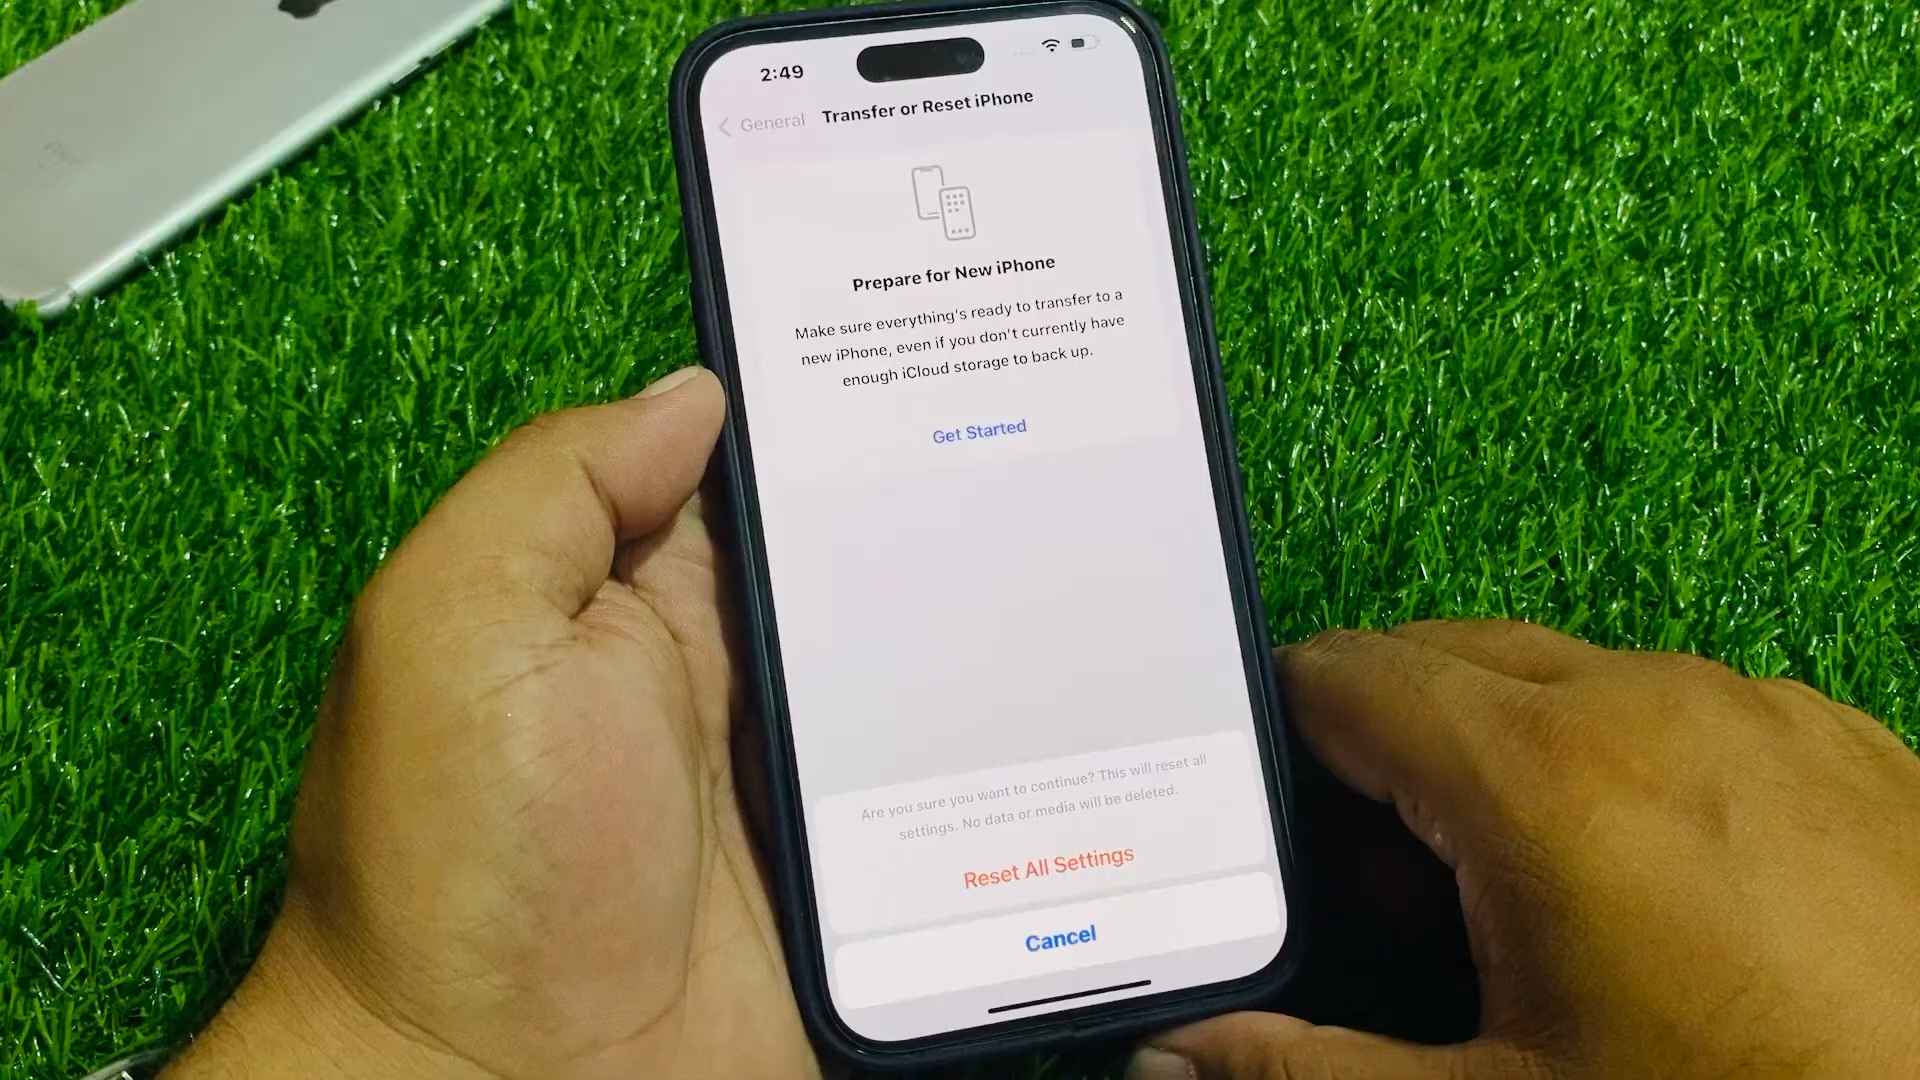 2:49
General
Transfer or Reset iPhone
Prepare for New iPhone
Make sure everything's ready to transfer to a
new iPhone, even if you don't currently have
enough iCloud storage to back up.
Get Started
Are you sure you want to continue? This will reset all
settings. No data or media will be deleted.
Reset All Settings
Cancel